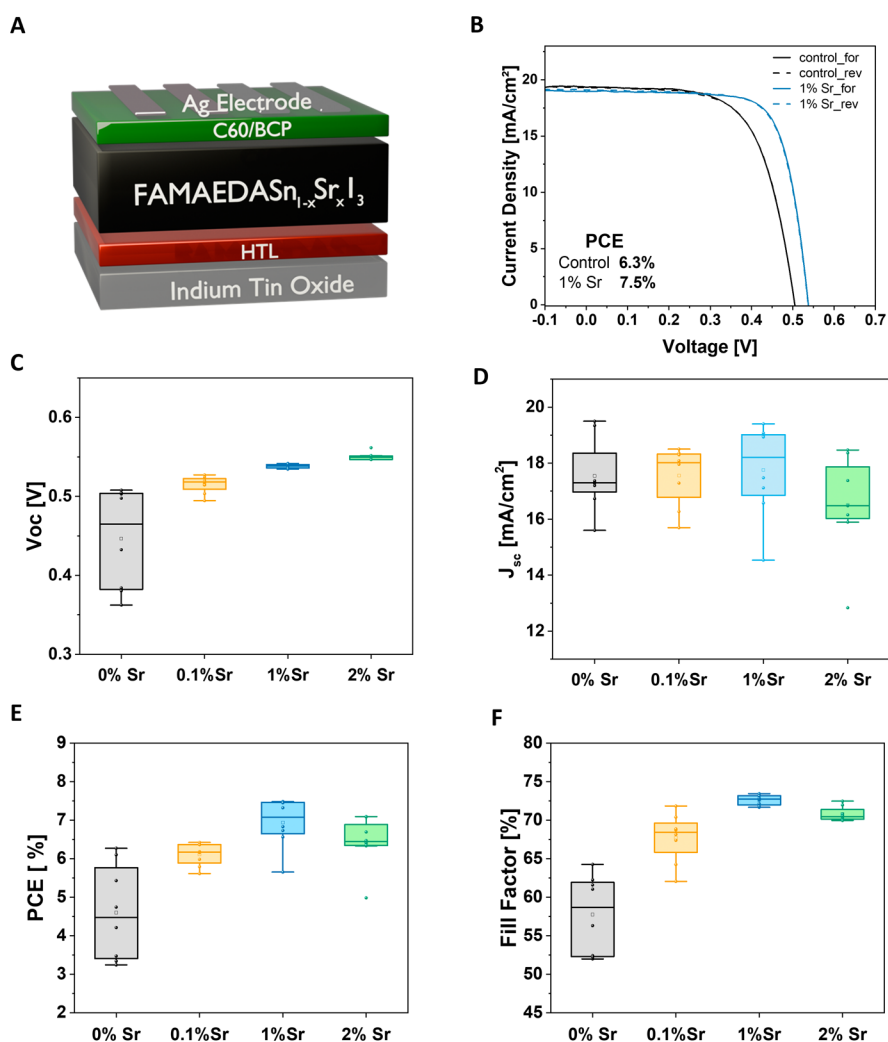 A
Ag Electrode
C60/BCP
FAMAEDASn₁₋ₓSrₓI₃
HTL
Indium Tin Oxide
B
Current Density [mA/cm²]
25
20
15
10
5
0
control_for
control_rev
1% Sr_for
1% Sr_rev
PCE
Control 6.3%
1% Sr 7.5%
-0.1 0.0 0.1 0.2 0.3 0.4 0.5 0.6 0.7
Voltage [V]
C
Voc [V]
0.6
0.5
0.4
0.3
0% Sr 0.1%Sr 1%Sr 2% Sr
D
Jsc [mA/cm²]
20
18
16
14
12
0% Sr 0.1%Sr 1%Sr 2% Sr
E
PCE [ %]
9
8
7
6
5
4
3
2
0% Sr 0.1%Sr 1%Sr 2% Sr
F
Fill Factor [%]
80
75
70
65
60
55
50
45
0% Sr 0.1%Sr 1%Sr 2% Sr